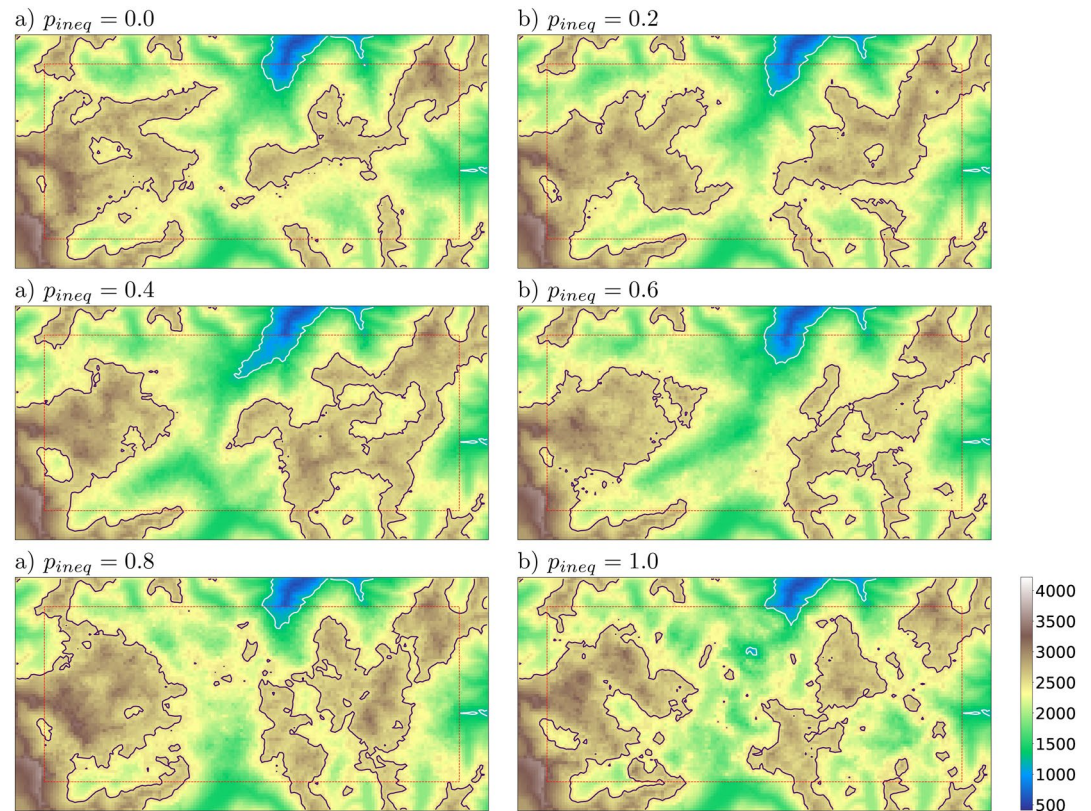 a) p_ineq = 0.0
b) p_ineq = 0.2
a) p_ineq = 0.4
b) p_ineq = 0.6
a) p_ineq = 0.8
b) p_ineq = 1.0
4000
3500
3000
2500
2000
1500
1000
500